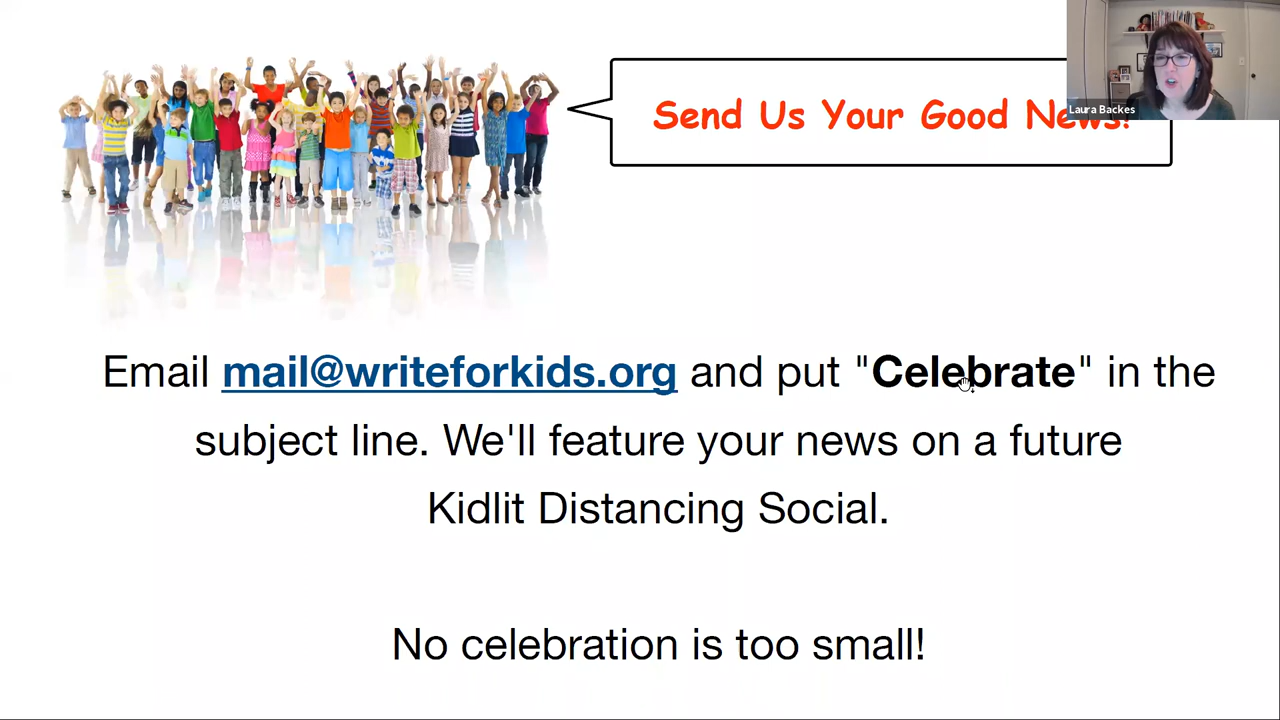 Send Us Your Good News!
Laura Backes
Email mail@writeforkids.org and put "Celebrate" in the
subject line. We'll feature your news on a future
Kidlit Distancing Social.
No celebration is too small!